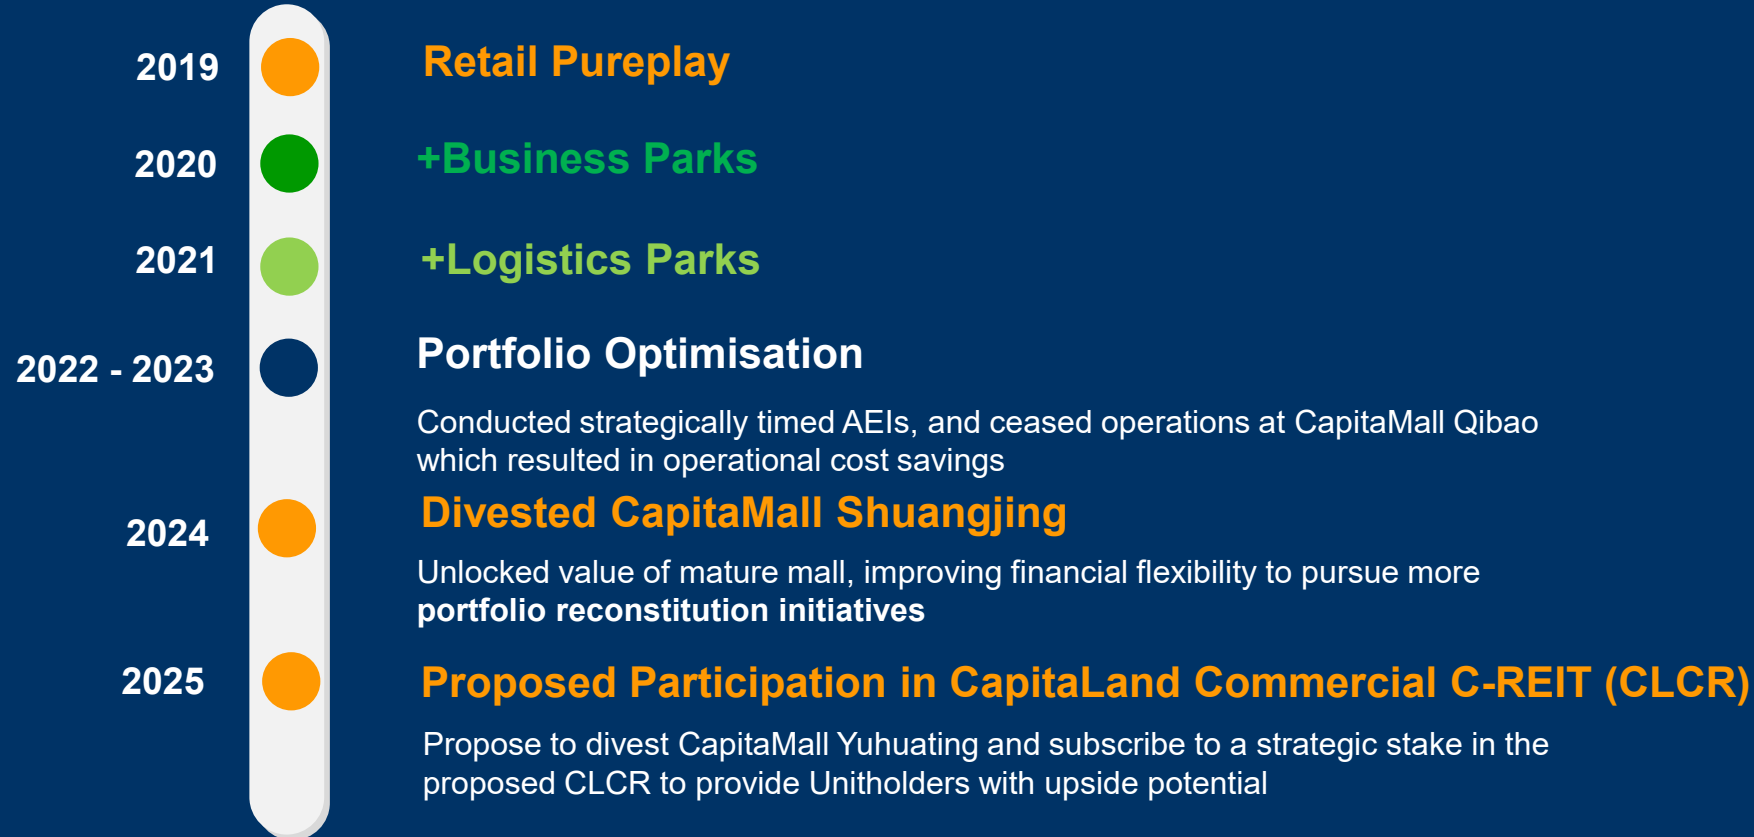 2019
Retail Pureplay
2020
+Business Parks
2021
+Logistics Parks
2022 - 2023
Portfolio Optimisation
Conducted strategically timed AEIs, and ceased operations at CapitaMall Qibao
which resulted in operational cost savings
2024
Divested CapitaMall Shuangjing
Unlocked value of mature mall, improving financial flexibility to pursue more
portfolio reconstitution initiatives
2025
Proposed Participation in CapitaLand Commercial C-REIT (CLCR)
Propose to divest CapitaMall Yuhuating and subscribe to a strategic stake in the
proposed CLCR to provide Unitholders with upside potential